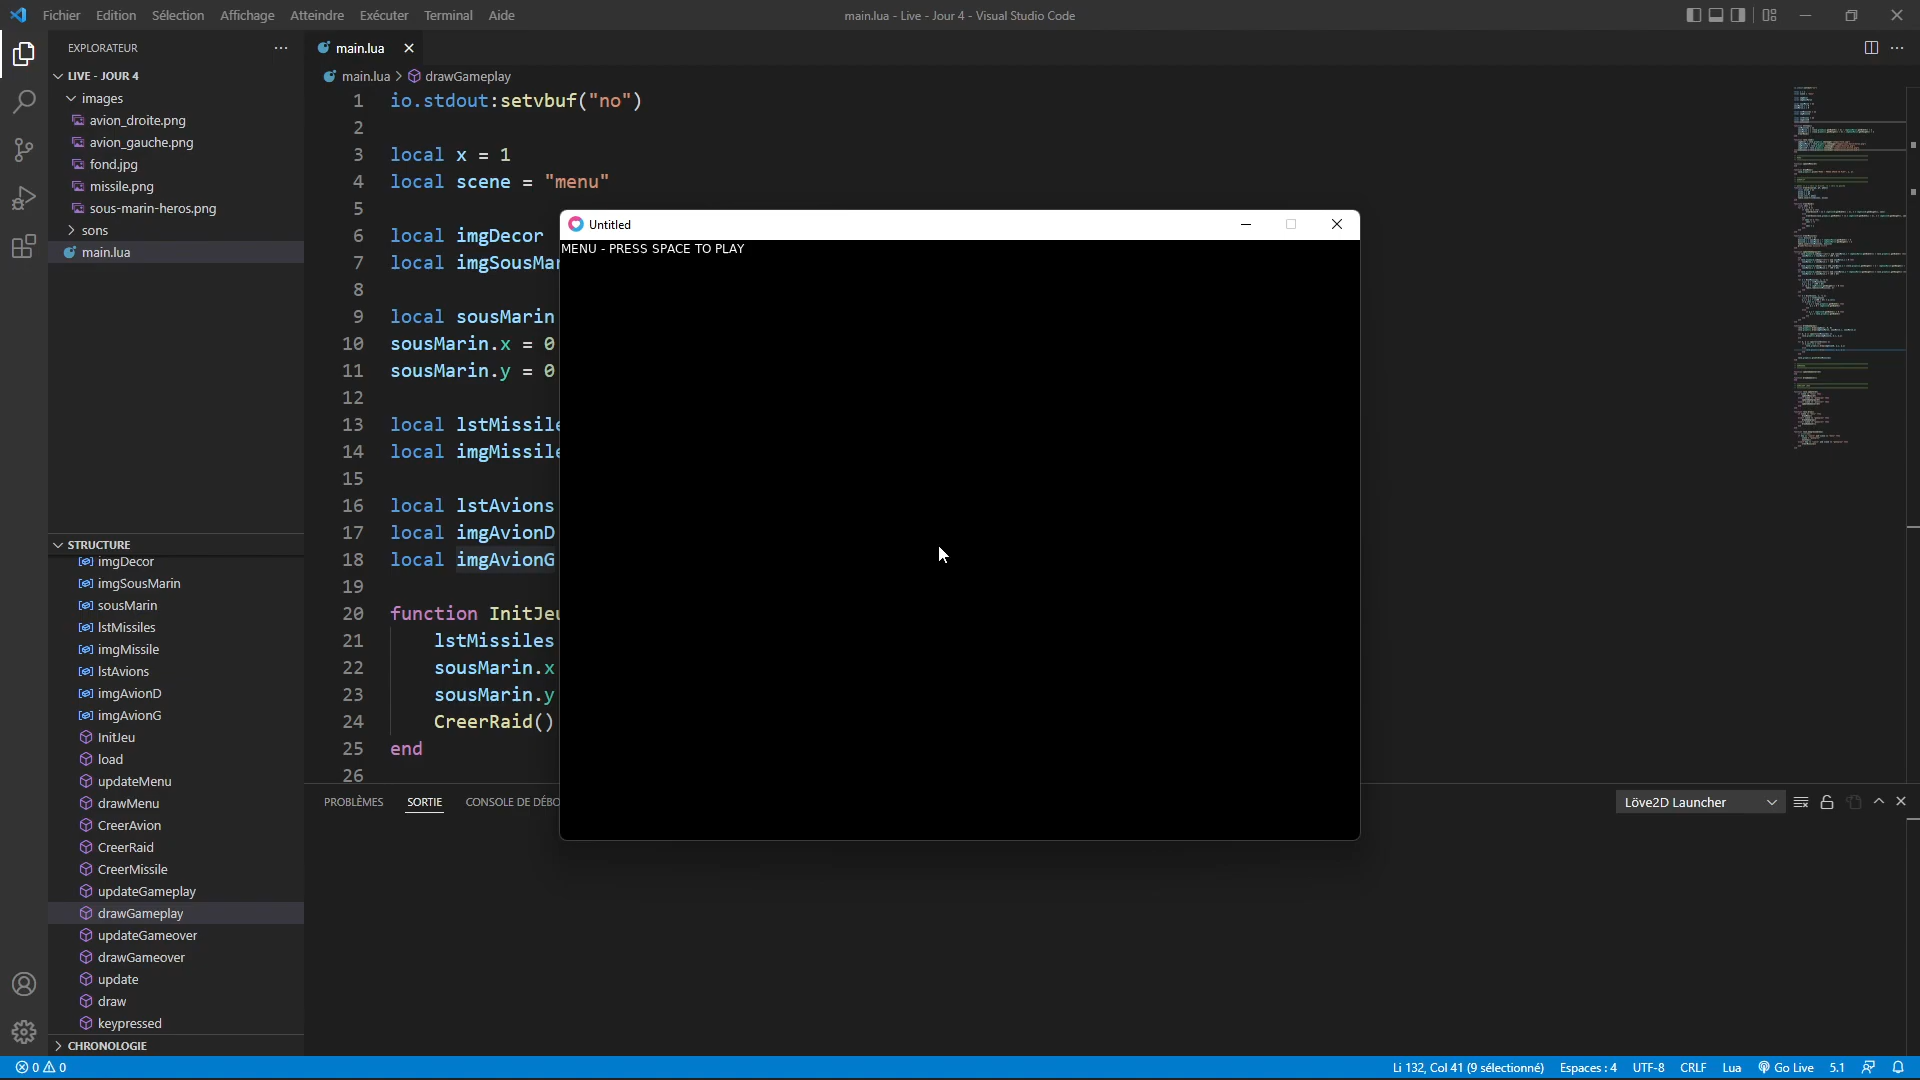 Fichier Edition Sélection Affichage Atteindre Exécuter Terminal Aide
main.lua - Live - Jour 4 - Visual Studio Code
EXPLORATEUR
LIVE - JOUR 4
images
avion_droite.png
avion_gauche.png
fond.jpg
missile.png
sous-marin-heros.png
sons
main.lua
STRUCTURE
imgDecor
imgSousMarin
sousMarin
lstMissiles
imgMissile
lstAvions
imgAvionD
imgAvionG
InitJeu
load
updateMenu
drawMenu
CreerAvion
CreerRaid
CreerMissile
updateGameplay
drawGameplay
updateGameover
drawGameover
update
draw
keypressed
CHRONOLOGIE
main.lua
main.lua > drawGameplay
1 io.stdout:setvbuf("no")
2
3 local x = 1
4 local scene = "menu"
5
6 local imgDecor
7 local imgSousMar
8
9 local sousMarin
10 sousMarin.x = 0
11 sousMarin.y = 0
12
13 local lstMissile
14 local imgMissile
15
16 local lstAvions
17 local imgAvionD
18 local imgAvionG
19
20 function InitJeu
21 lstMissiles
22 sousMarin.x
23 sousMarin.y
24 CreerRaid()
25 end
26
Untitled
MENU - PRESS SPACE TO PLAY
PROBLÈMES SORTIE CONSOLE DE DÉBO
Löve2D Launcher
0 0
Li 132, Col 41 (9 sélectionné) Espaces : 4 UTF-8 CRLF Lua Go Live 5.1